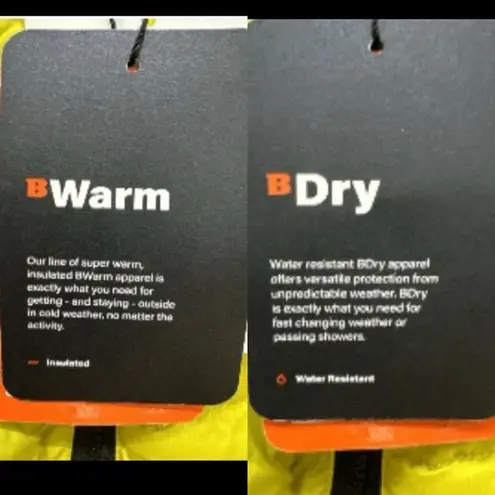 BWarm
Our line of super warm,
insulated BWarm apparel is
exactly what you need for
getting - and staying - outside
in cold weather, no matter the
activity.
Insulated
BDry
Water resistant BDry apparel
offers versatile protection from
unpredictable weather. BDry
is exactly what you need for
fast changing weather or
passing showers.
Water Resistant